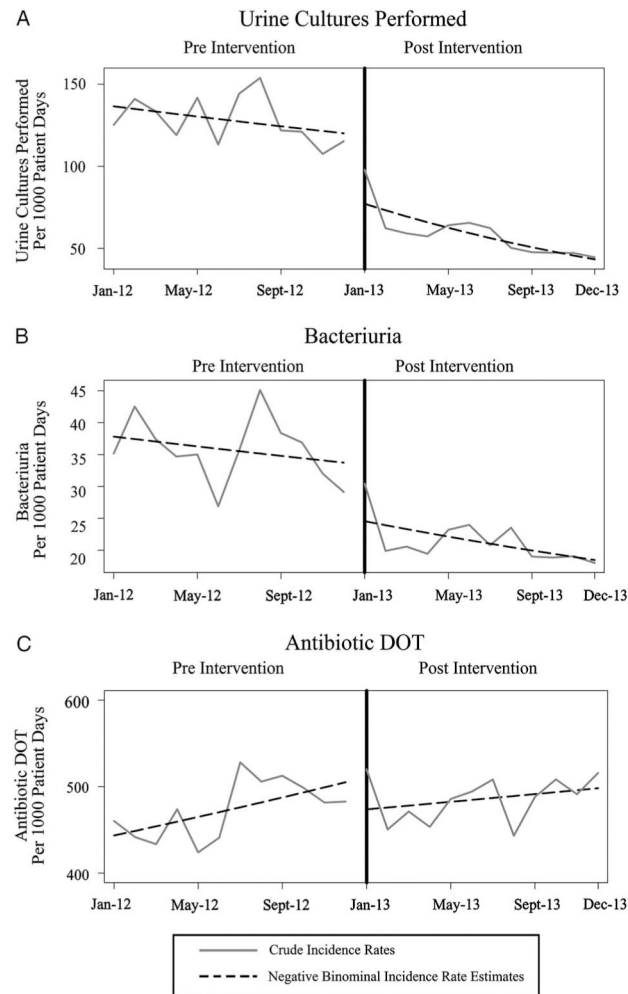 A
Urine Cultures Performed
Pre Intervention Post Intervention
Urine Cultures Performed
Per 1000 Patient Days
150
100
50
Jan-12 May-12 Sept-12 Jan-13 May-13 Sept-13 Dec-13
B
Bacteriuria
Pre Intervention Post Intervention
Bacteriuria
Per 1000 Patient Days
45
40
35
30
25
20
Jan-12 May-12 Sept-12 Jan-13 May-13 Sept-13 Dec-13
C
Antibiotic DOT
Pre Intervention Post Intervention
Antibiotic DOT
Per 1000 Patient Days
600
500
400
Jan-12 May-12 Sept-12 Jan-13 May-13 Sept-13 Dec-13
Crude Incidence Rates
Negative Binominal Incidence Rate Estimates